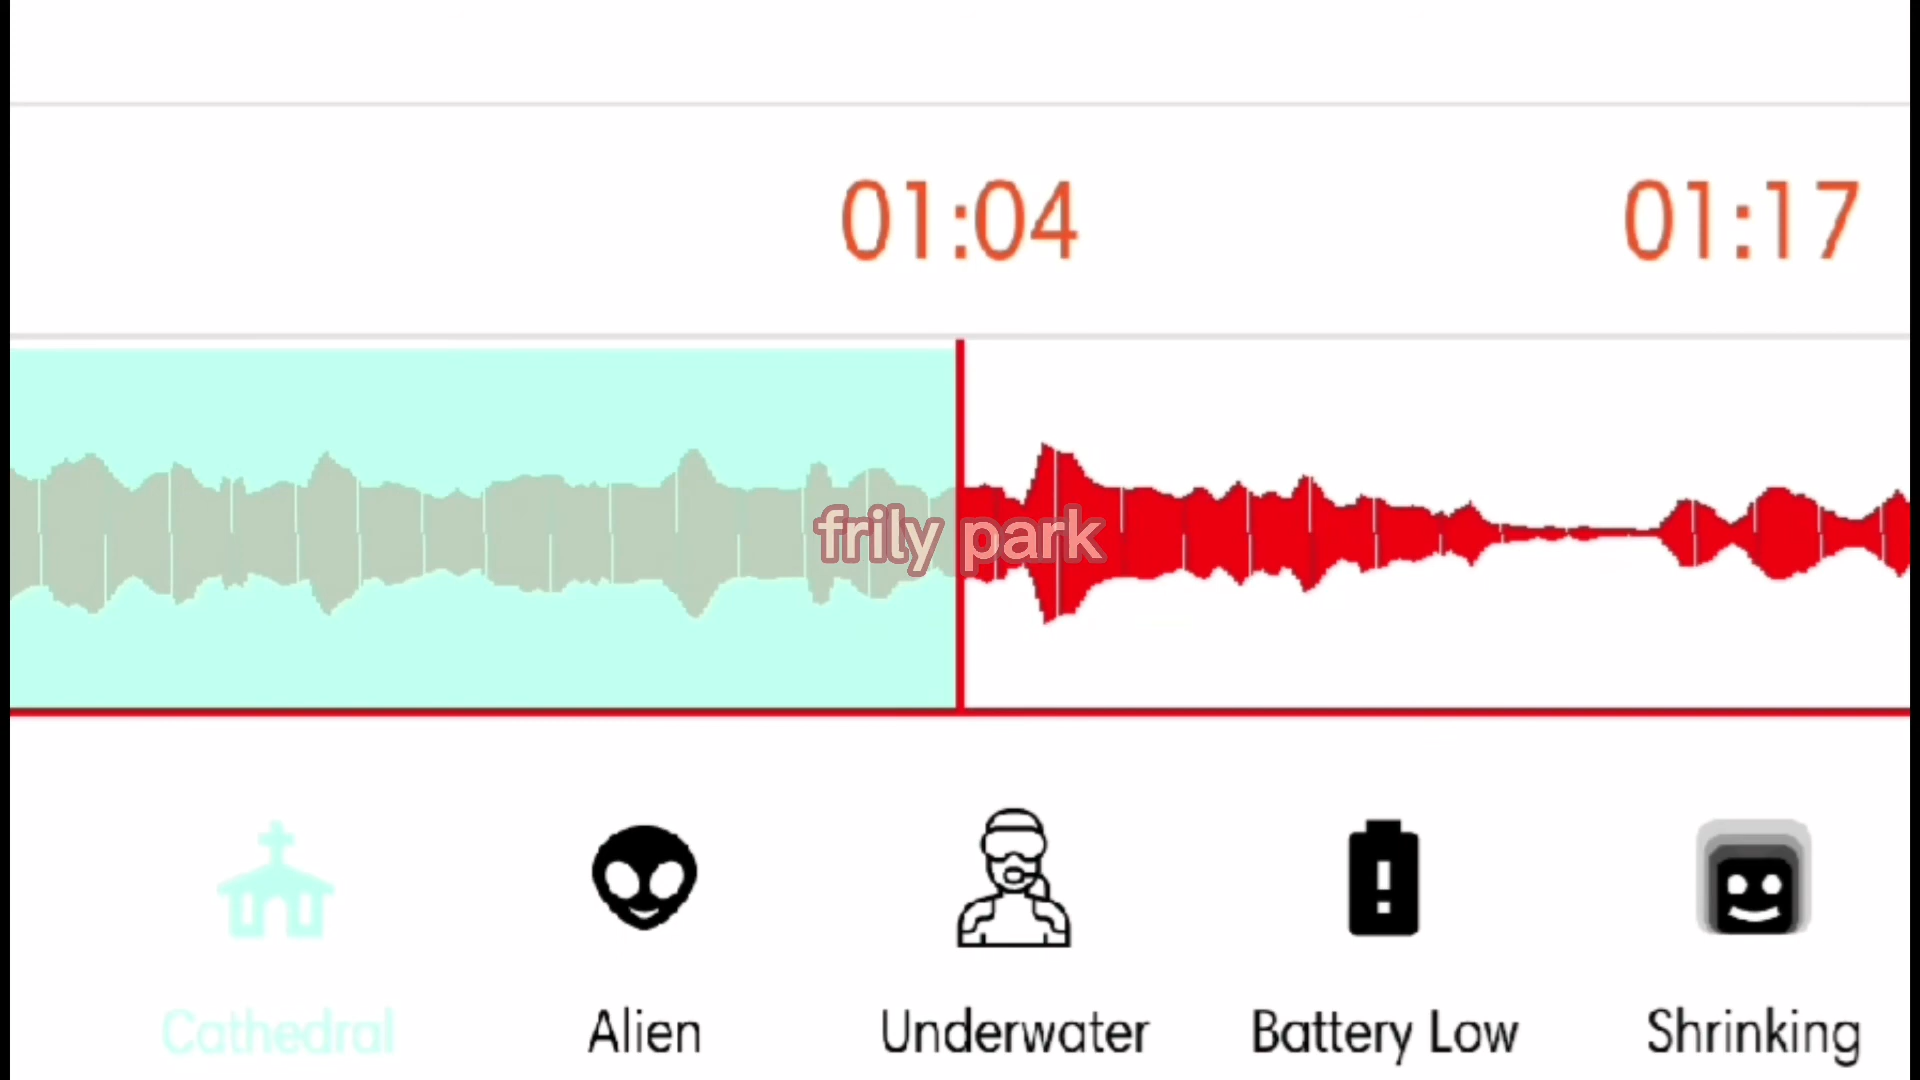 01:04 01:17
frily park
Cathedral Alien Underwater Battery Low Shrinking